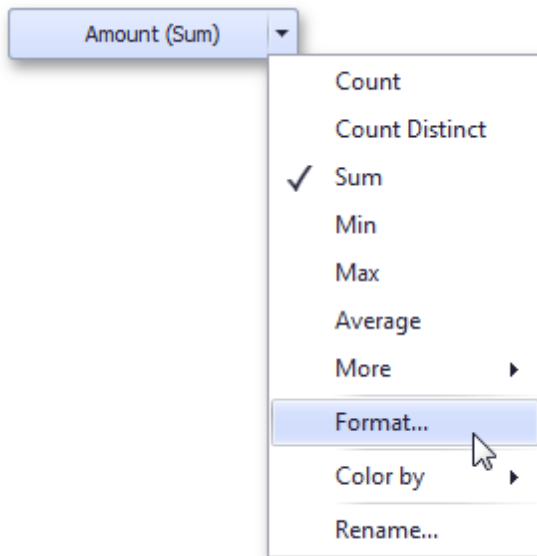 Amount (Sum)
Count
Count Distinct
Sum
Min
Max
Average
More
Format...
Color by
Rename...